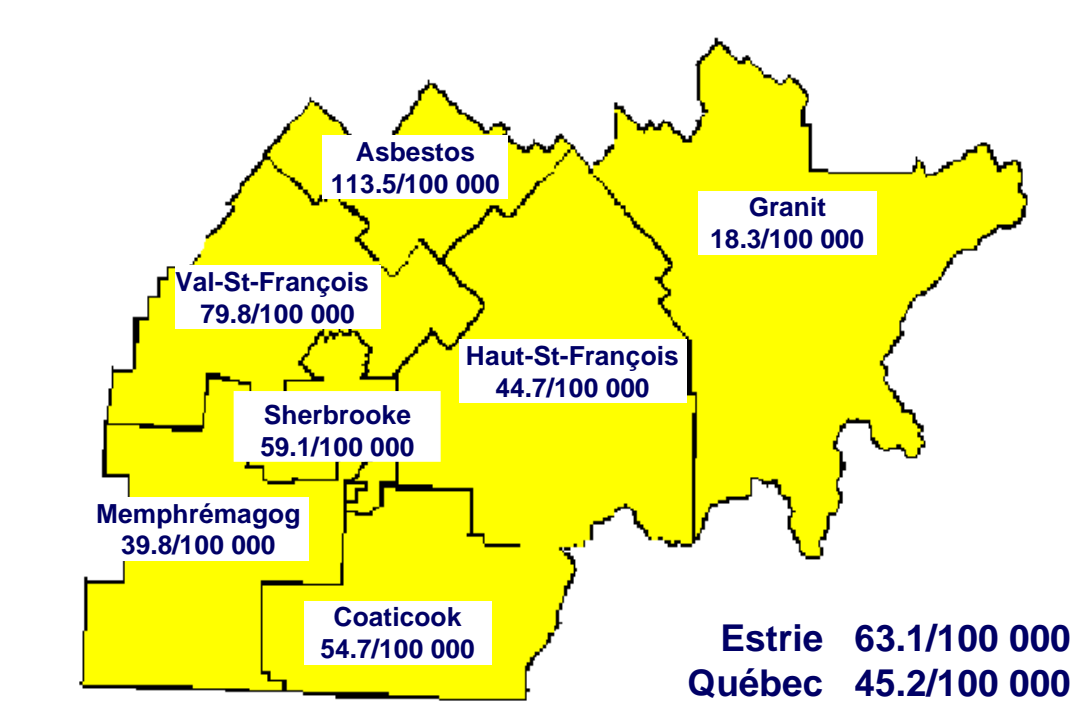 Asbestos
113.5/100 000
Granit
18.3/100 000
Val-St-François
79.8/100 000
Haut-St-François
44.7/100 000
Sherbrooke
59.1/100 000
Memphrémagog
39.8/100 000
Coaticook
54.7/100 000
Estrie 63.1/100 000
Québec 45.2/100 000